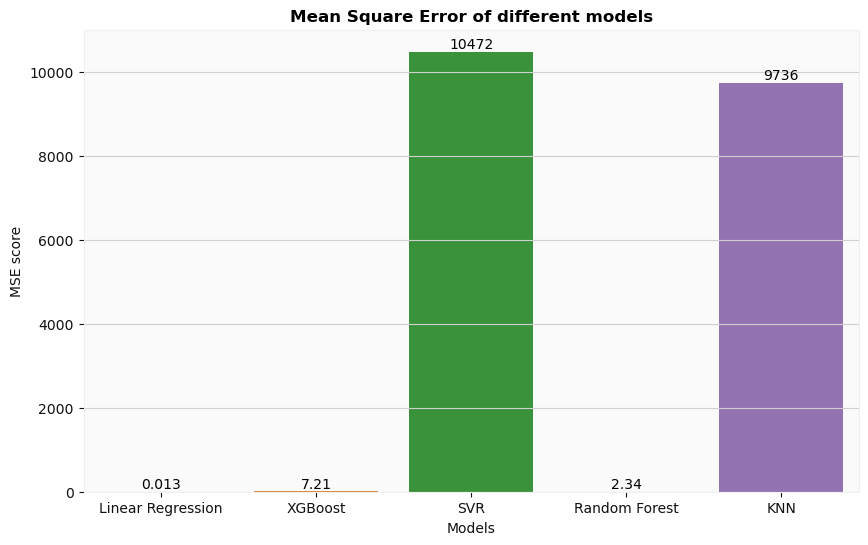 Mean Square Error of different models
10472
10000
9736
8000
6000
MSE score
4000
2000
0.013
7.21
2.34
0
Linear Regression
XGBoost
SVR
Random Forest
KNN
Models